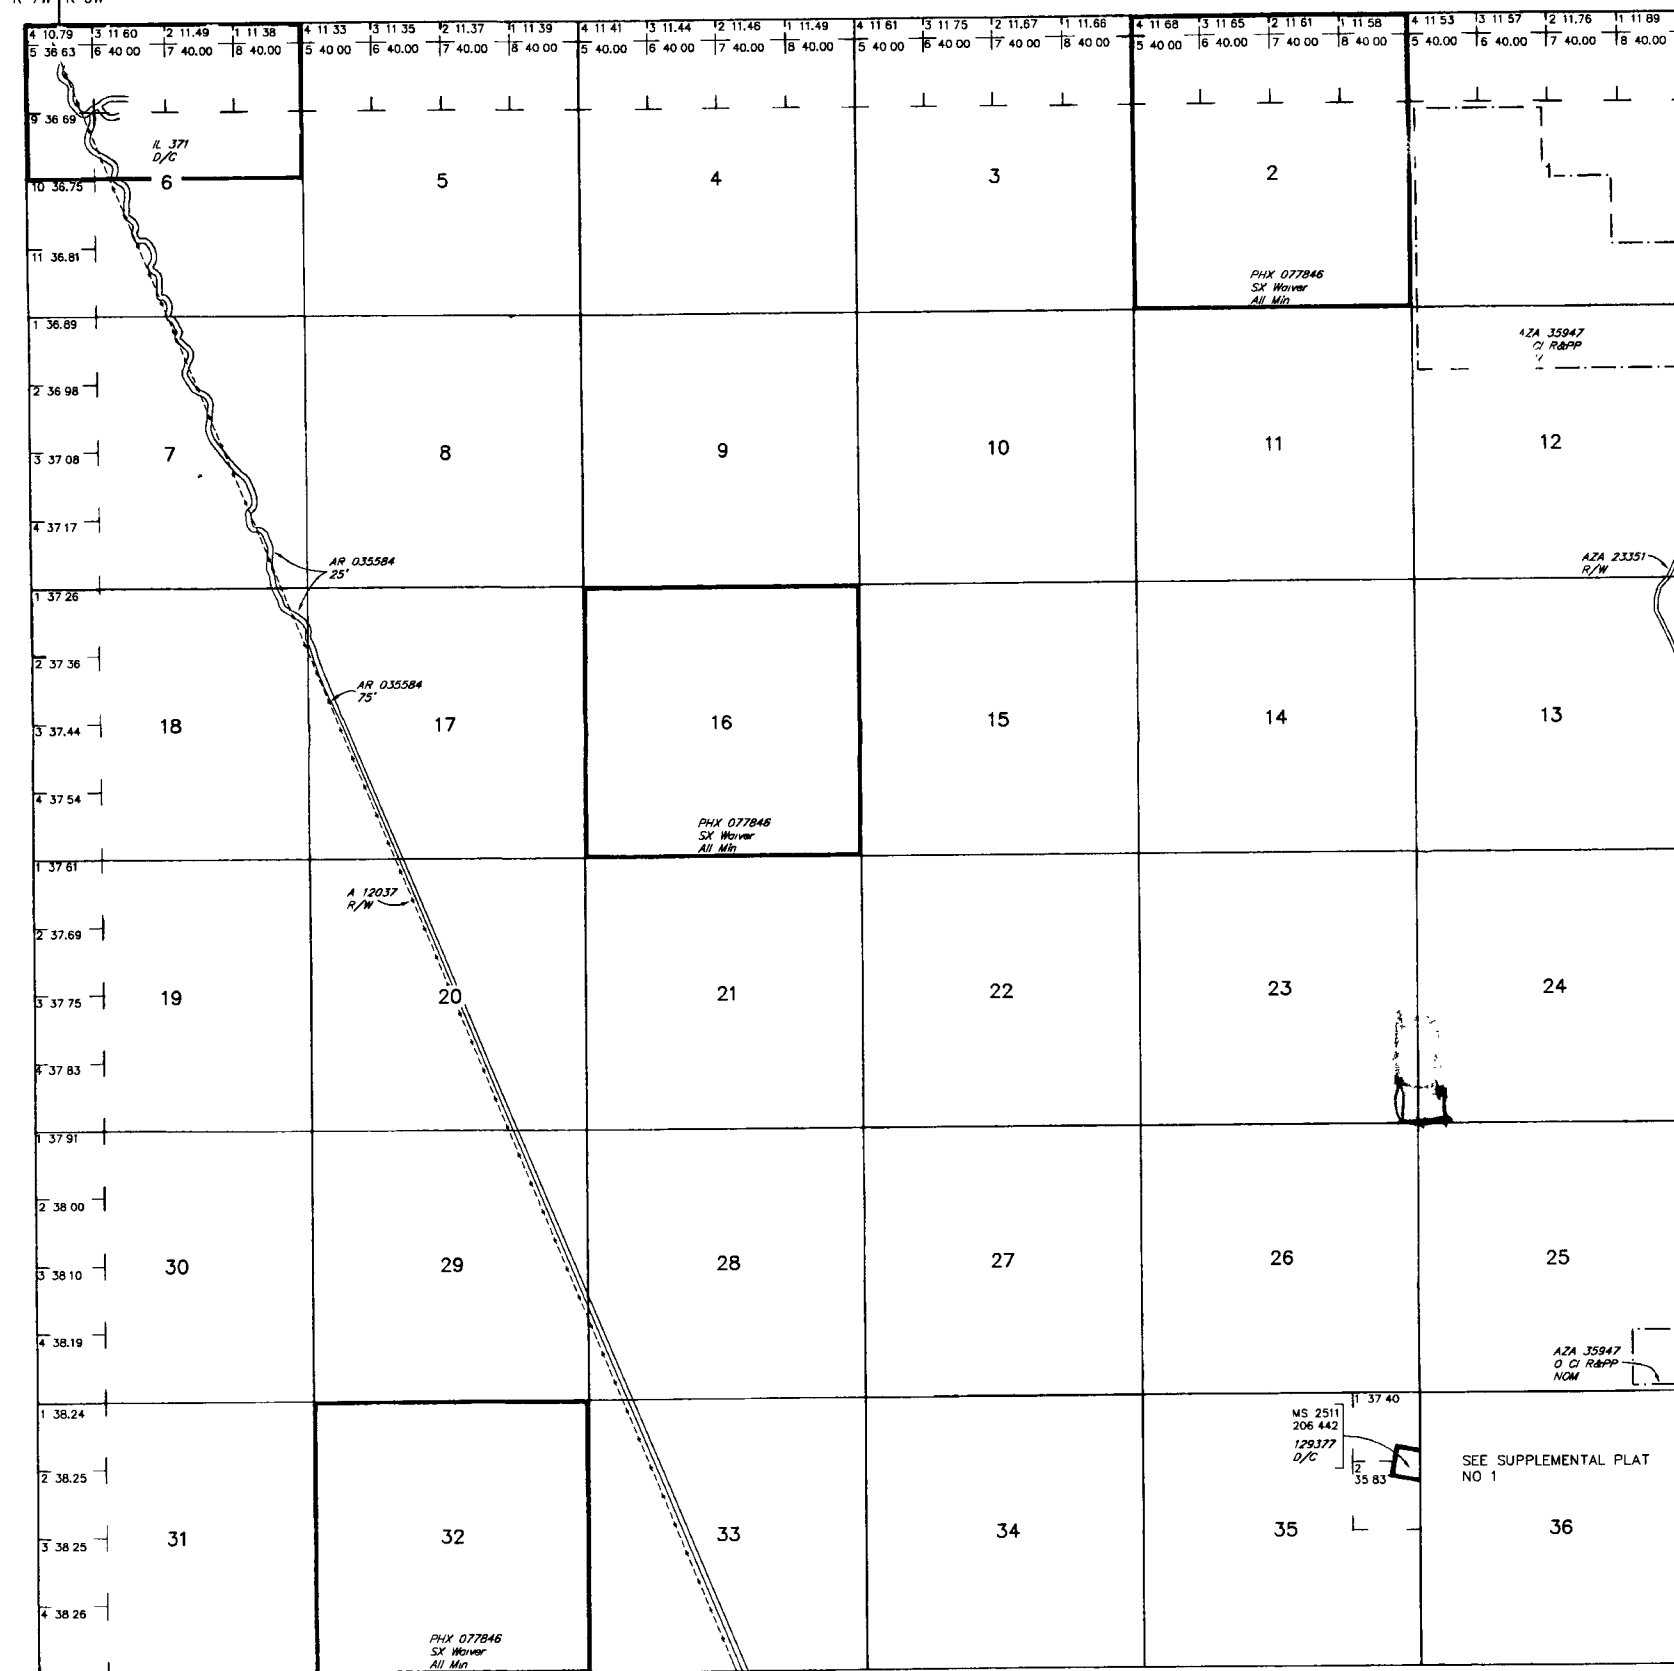 4 10.79 3 11 60 2 11.49 1 11 38 4 11 33 3 11.35 2 11.37 1 11.39 4 11 41 3 11.44 2 11.46 1 11.49 4 11 61 3 11 75 2 11.67 1 11.66 4 11 68 3 11 65 2 11 61 1 11 58 4 11 53 3 11 57 2 11.76 1 11 89
5 36 63 6 40 00 7 40.00 8 40.00 5 40 00 6 40.00 7 40.00 8 40.00 5 40 00 6 40.00 7 40.00 8 40.00 5 40 00 6 40 00 7 40.00 8 40 00 5 40 00 6 40 00 7 40 00 8 40 00 5 40.00 6 40.00 7 40.00 8 40.00
9 36 69
IL 371
D/C
10 36.75
6
5
4
3
2
1
11 36.81
PHX 077846
SX Waiver
All Min
1 36.89
AZA 35947
CI R&PP
2 36 98
7
8
9
10
11
12
3 37 08
4 37 17
AR 035584
25'
AZA 23351
R/W
1 37 26
2 37 36
AR 035584
75'
18
17
16
15
14
13
3 37.44
4 37 54
PHX 077846
SX Waiver
All Min
1 37 61
A 12037
R/W
2 37.69
19
20
21
22
23
24
3 37 75
4 37 83
1 37 91
2 38 00
30
29
28
27
26
25
3 38 10
4 38.19
AZA 35947
O CI R&PP
NOM
1 38.24
1 37 40
MS 2511
206 442
129377
D/C
2
35 83
SEE SUPPLEMENTAL PLAT
NO 1
2 38.25
31
32
33
34
35
36
3 38.25
4 38 26
PHX 077846
SX Waiver
All Min